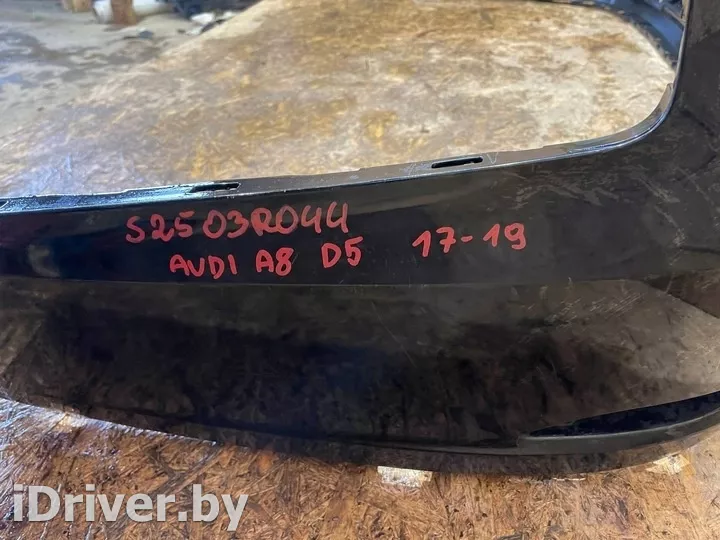 S2503R044
AUDI A8 D5 17-19
iDriver.by